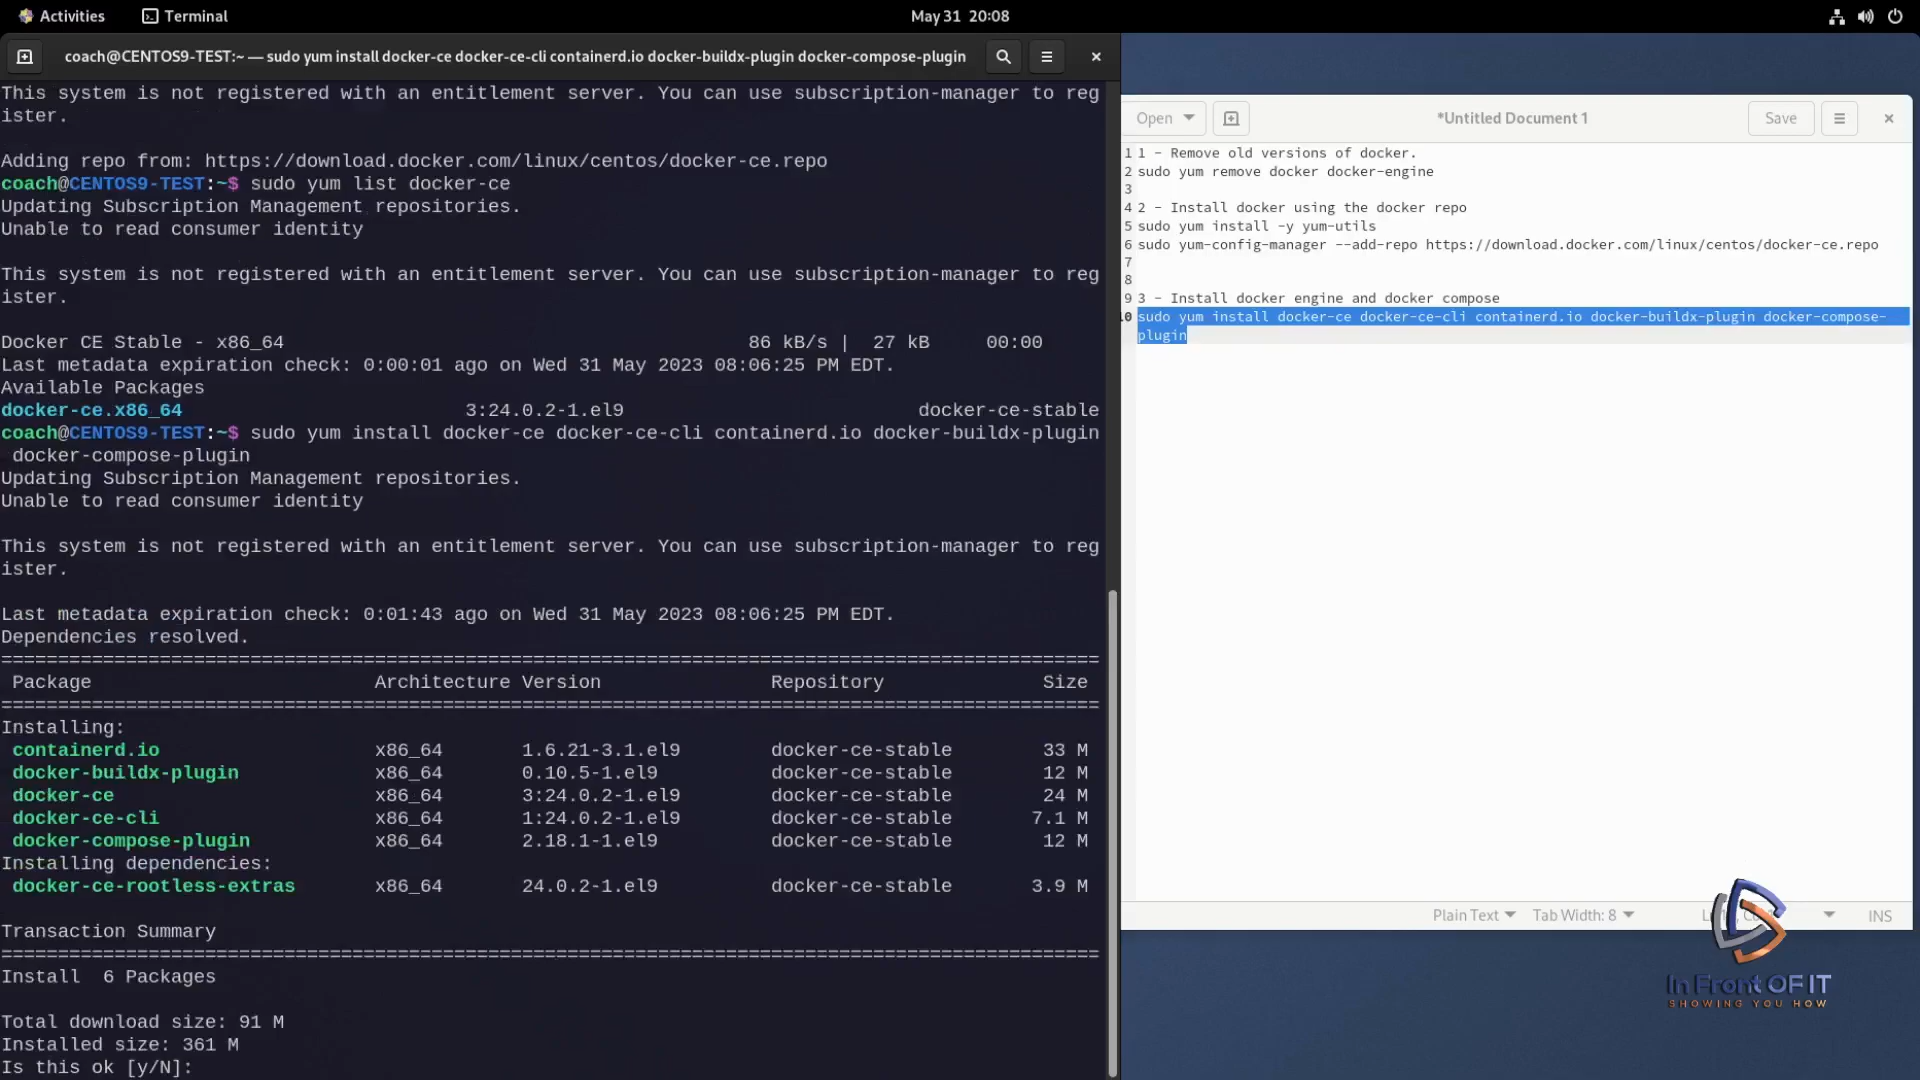 Activities
Terminal
May 31 20:08
coach@CENTOS9-TEST:~ — sudo yum install docker-ce docker-ce-cli containerd.io docker-buildx-plugin docker-compose-plugin
This system is not registered with an entitlement server. You can use subscription-manager to reg
ister.
Adding repo from: https://download.docker.com/linux/centos/docker-ce.repo
coach@CENTOS9-TEST:~$ sudo yum list docker-ce
Updating Subscription Management repositories.
Unable to read consumer identity
This system is not registered with an entitlement server. You can use subscription-manager to reg
ister.
Docker CE Stable - x86_64 86 kB/s | 27 kB 00:00
Last metadata expiration check: 0:00:01 ago on Wed 31 May 2023 08:06:25 PM EDT.
Available Packages
docker-ce.x86_64 3:24.0.2-1.el9 docker-ce-stable
coach@CENTOS9-TEST:~$ sudo yum install docker-ce docker-ce-cli containerd.io docker-buildx-plugin
docker-compose-plugin
Updating Subscription Management repositories.
Unable to read consumer identity
This system is not registered with an entitlement server. You can use subscription-manager to reg
ister.
Last metadata expiration check: 0:01:43 ago on Wed 31 May 2023 08:06:25 PM EDT.
Dependencies resolved.
================================================================================================
Package Architecture Version Repository Size
================================================================================================
Installing:
containerd.io x86_64 1.6.21-3.1.el9 docker-ce-stable 33 M
docker-buildx-plugin x86_64 0.10.5-1.el9 docker-ce-stable 12 M
docker-ce x86_64 3:24.0.2-1.el9 docker-ce-stable 24 M
docker-ce-cli x86_64 1:24.0.2-1.el9 docker-ce-stable 7.1 M
docker-compose-plugin x86_64 2.18.1-1.el9 docker-ce-stable 12 M
Installing dependencies:
docker-ce-rootless-extras x86_64 24.0.2-1.el9 docker-ce-stable 3.9 M
Transaction Summary
================================================================================================
Install 6 Packages
Total download size: 91 M
Installed size: 361 M
Is this ok [y/N]:
Open
*Untitled Document 1
Save
1 1 - Remove old versions of docker.
2 sudo yum remove docker docker-engine
3
4 2 - Install docker using the docker repo
5 sudo yum install -y yum-utils
6 sudo yum-config-manager --add-repo https://download.docker.com/linux/centos/docker-ce.repo
7
8
9 3 - Install docker engine and docker compose
10 sudo yum install docker-ce docker-ce-cli containerd.io docker-buildx-plugin docker-compose-
plugin
Plain Text
Tab Width: 8
INS
In Front OF IT
SHOWING YOU HOW